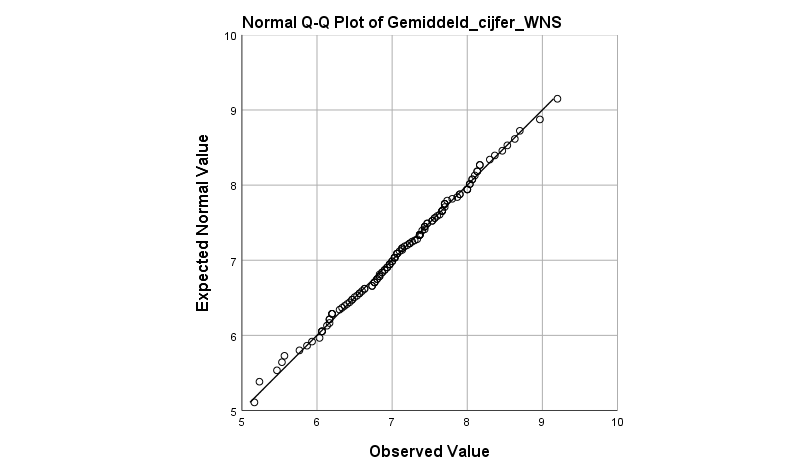 Normal Q-Q Plot of Gemiddeld_cijfer_WNS
10
9
8
7
6
5
Expected Normal Value
5 6 7 8 9 10
Observed Value